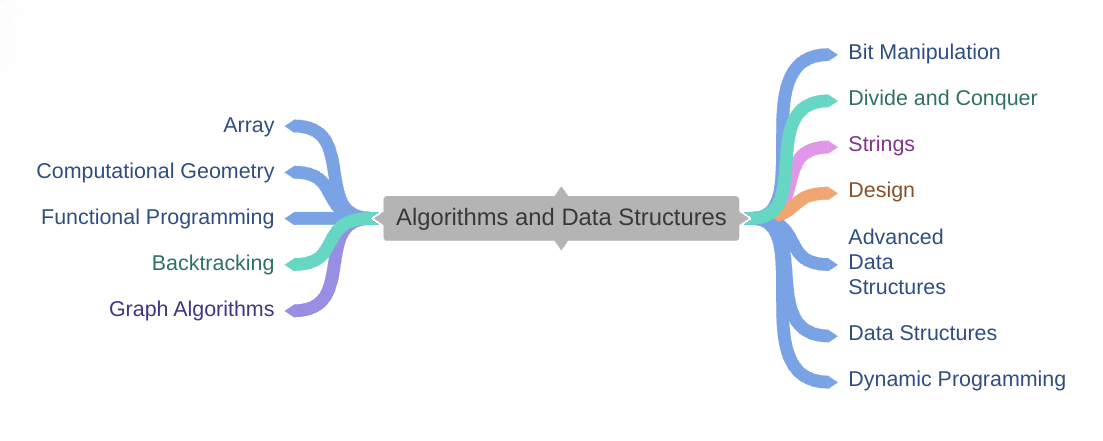 Array
Computational Geometry
Functional Programming
Backtracking
Graph Algorithms
Algorithms and Data Structures
Bit Manipulation
Divide and Conquer
Strings
Design
Advanced
Data
Structures
Data Structures
Dynamic Programming